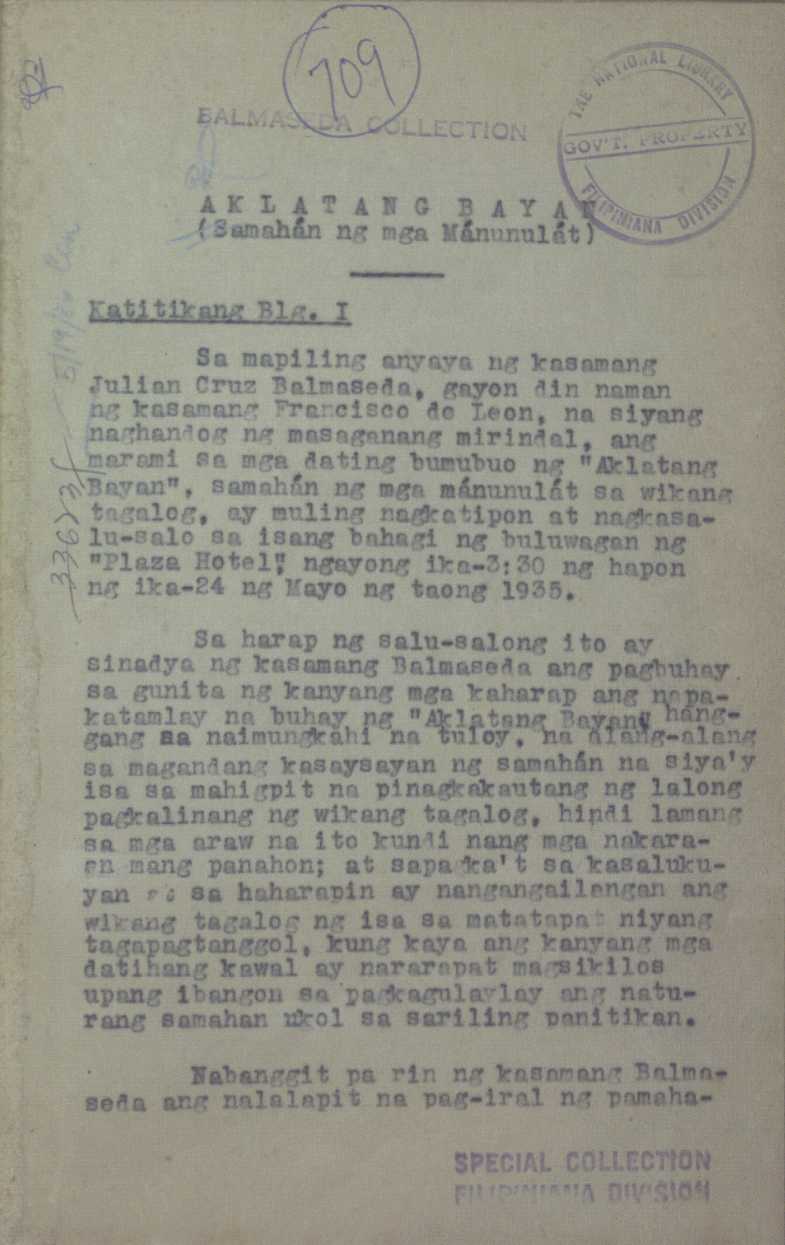 709
BALMASEDA COLLECTION
THE NATIONAL LIBRARY
GOV'T. PROPERTY
FILIPINIANA DIVISION
AKLATANG BAYAN
(Samahán ng mga Mánunulát)
Katitikang Blg. I
Sa mapiling anyaya ng kasamang
Julian Cruz Balmaseda, gayon din naman
ng kasamang Francisco de Leon, na siyang
naghandog ng masaganang mirindal, ang
marami sa mga dating bumubuo ng "Aklatang
Bayan", samahán ng mga mánunulát sa wikang
tagalog, ay muling nagkatipon at nagkasa-
lu-salo sa isang bahagi ng buluwagan ng
"Plaza Hotel", ngayong ika-3:30 ng hapon
ng ika-24 ng Mayo ng taong 1935.
Sa harap ng salu-salong ito ay
sinadya ng kasamang Balmaseda ang pagbuhay
sa gunita ng kanyang mga kaharap ang napa-
katamlay na buhay ng "Aklatang Bayan", hang-
gang sa naimungkahi na tuloy, na alang-alang
sa magandang kasaysayan ng samahán na siya'y
isa sa mahigpit na pinagkakautang ng lalong
pagkalinang ng wikang tagalog, hindi lamang
sa mga araw na ito kundi nang mga nakara-
an mang panahon; at sapagka't sa kasaluku-
yan at sa haharapin ay nangangailangan ang
wikang tagalog ng isa sa matatapat niyang
tagapagtanggol, kung kaya ang kanyang mga
datihang kawal ay nararapat magsikilos
upang ibangon sa pagkagulaylay ang natu-
rang samahan ukol sa sariling panitikan.
Nabanggit pa rin ng kasamang Balma-
seda ang nalalapit na pag-iral ng pamaha-
SPECIAL COLLECTION
FILIPINIANA DIVISION